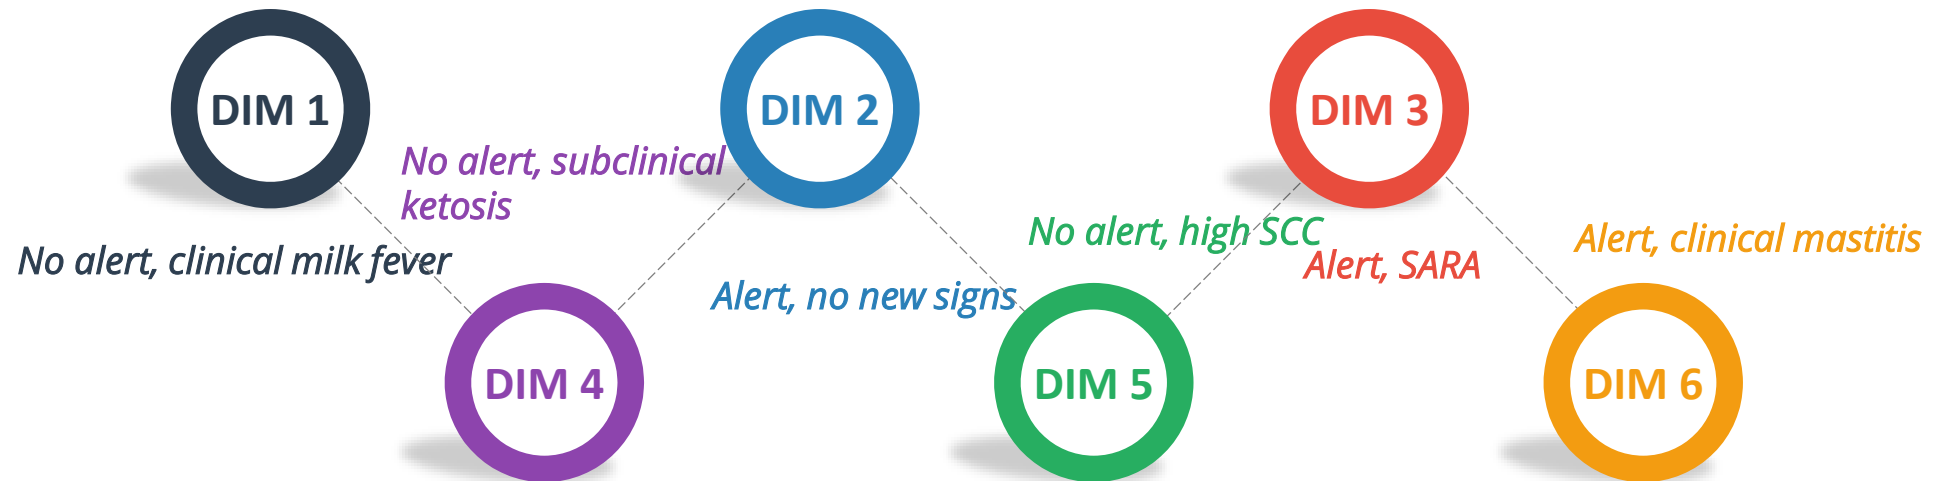 DIM 1
DIM 2
DIM 3
No alert, subclinical
ketosis
No alert, clinical milk fever
Alert, no new signs
No alert, high SCC
Alert, SARA
Alert, clinical mastitis
DIM 4
DIM 5
DIM 6